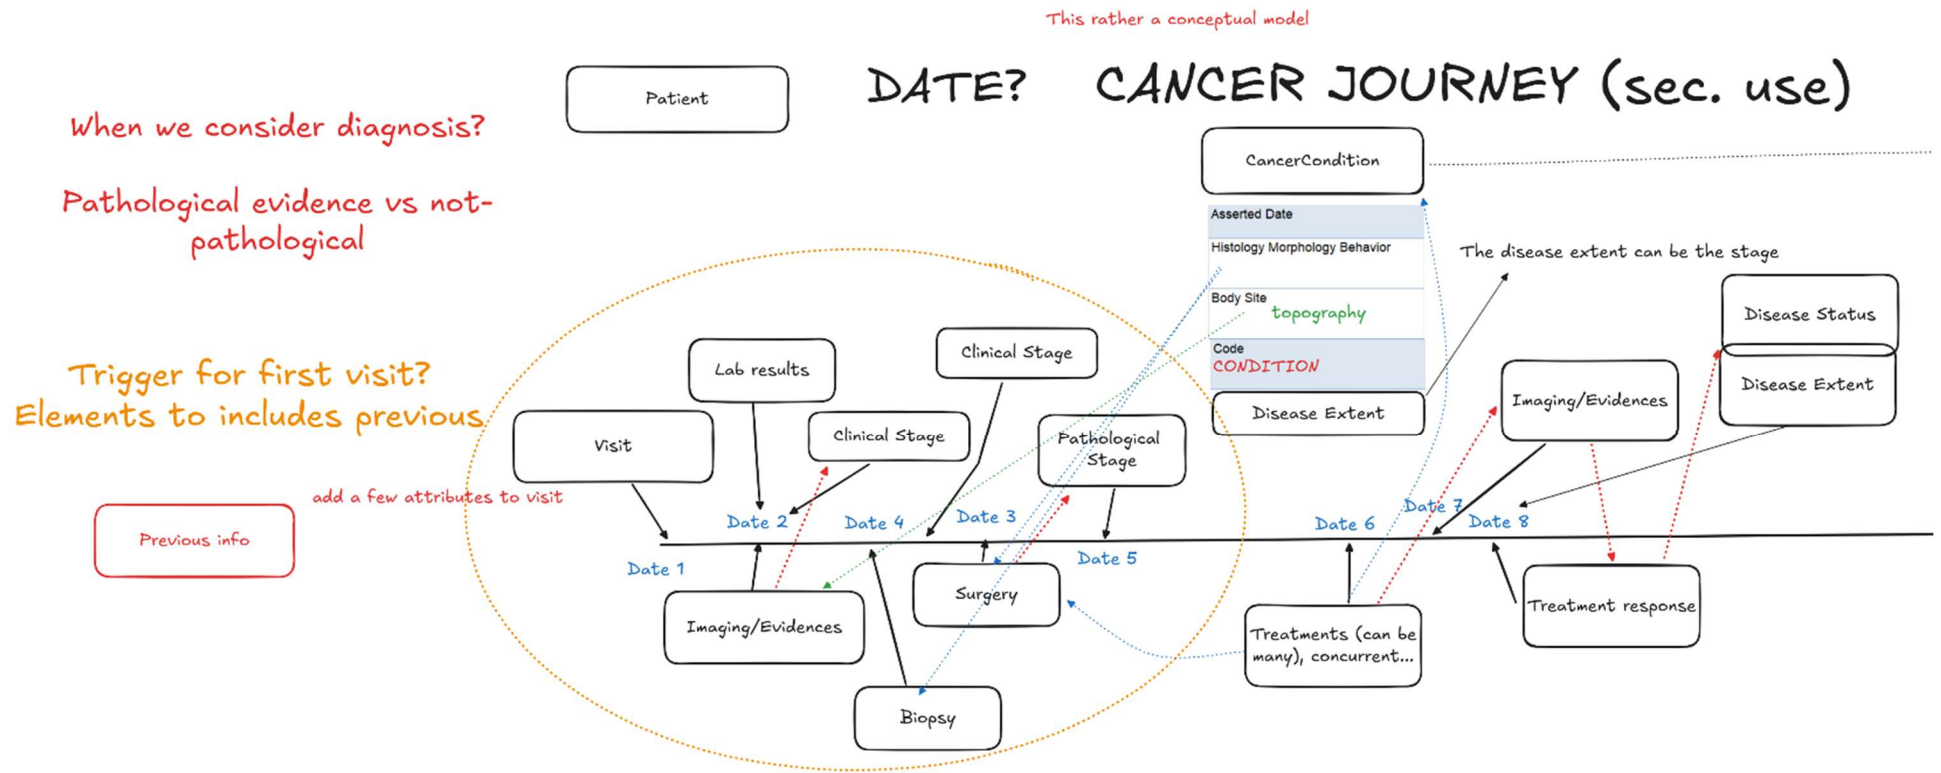 This rather a conceptual model
Patient
DATE?
CANCER JOURNEY (sec. use)
When we consider diagnosis?
Pathological evidence vs not-
pathological
CancerCondition
Asserted Date
Histology Morphology Behavior
Body Site
topography
Code
CONDITION
Disease Extent
The disease extent can be the stage
Disease Status
Disease Extent
Trigger for first visit?
Elements to includes previous
Lab results
Clinical Stage
Visit
Clinical Stage
Pathological
Stage
Imaging/Evidences
add a few attributes to visit
Previous info
Date 2
Date 4
Date 3
Date 6
Date 7
Date 8
Date 1
Date 5
Imaging/Evidences
Surgery
Biopsy
Treatments (can be
many), concurrent...
Treatment response